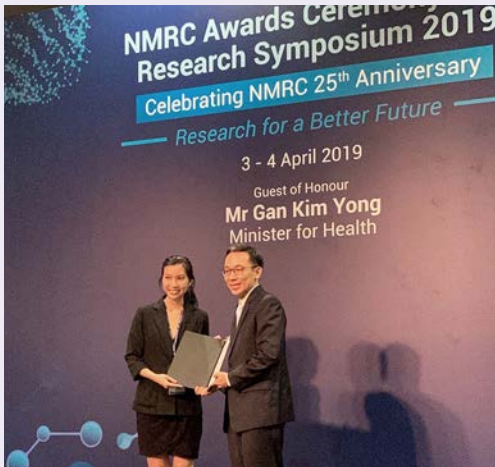 NMRC Awards Ceremony
Research Symposium 2019
Celebrating NMRC 25th Anniversary
Research for a Better Future
3 - 4 April 2019
Guest of Honour
Mr Gan Kim Yong
Minister for Health